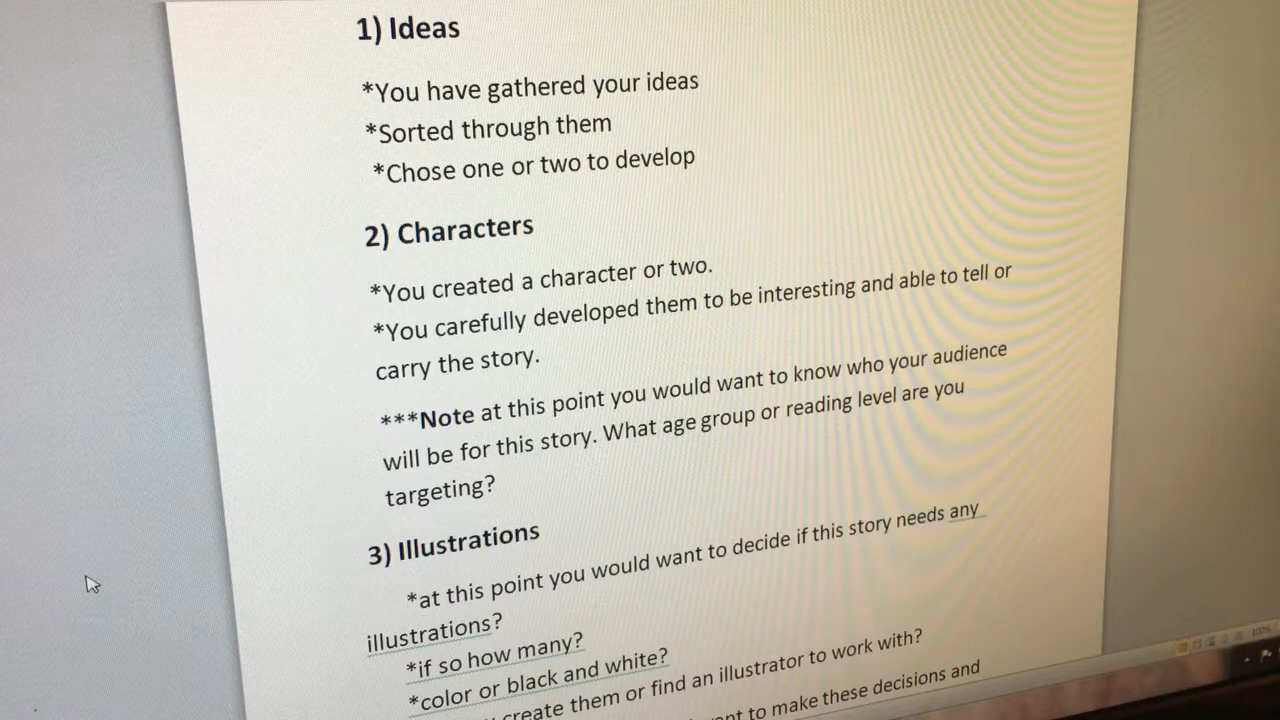 1) Ideas
*You have gathered your ideas
*Sorted through them
*Chose one or two to develop
2) Characters
*You created a character or two.
*You carefully developed them to be interesting and able to tell or
carry the story.
***Note at this point you would want to know who your audience
will be for this story. What age group or reading level are you
targeting?
3) Illustrations
*at this point you would want to decide if this story needs any
illustrations?
*if so how many?
*color or black and white?
create them or find an illustrator to work with?
to make these decisions and
100%